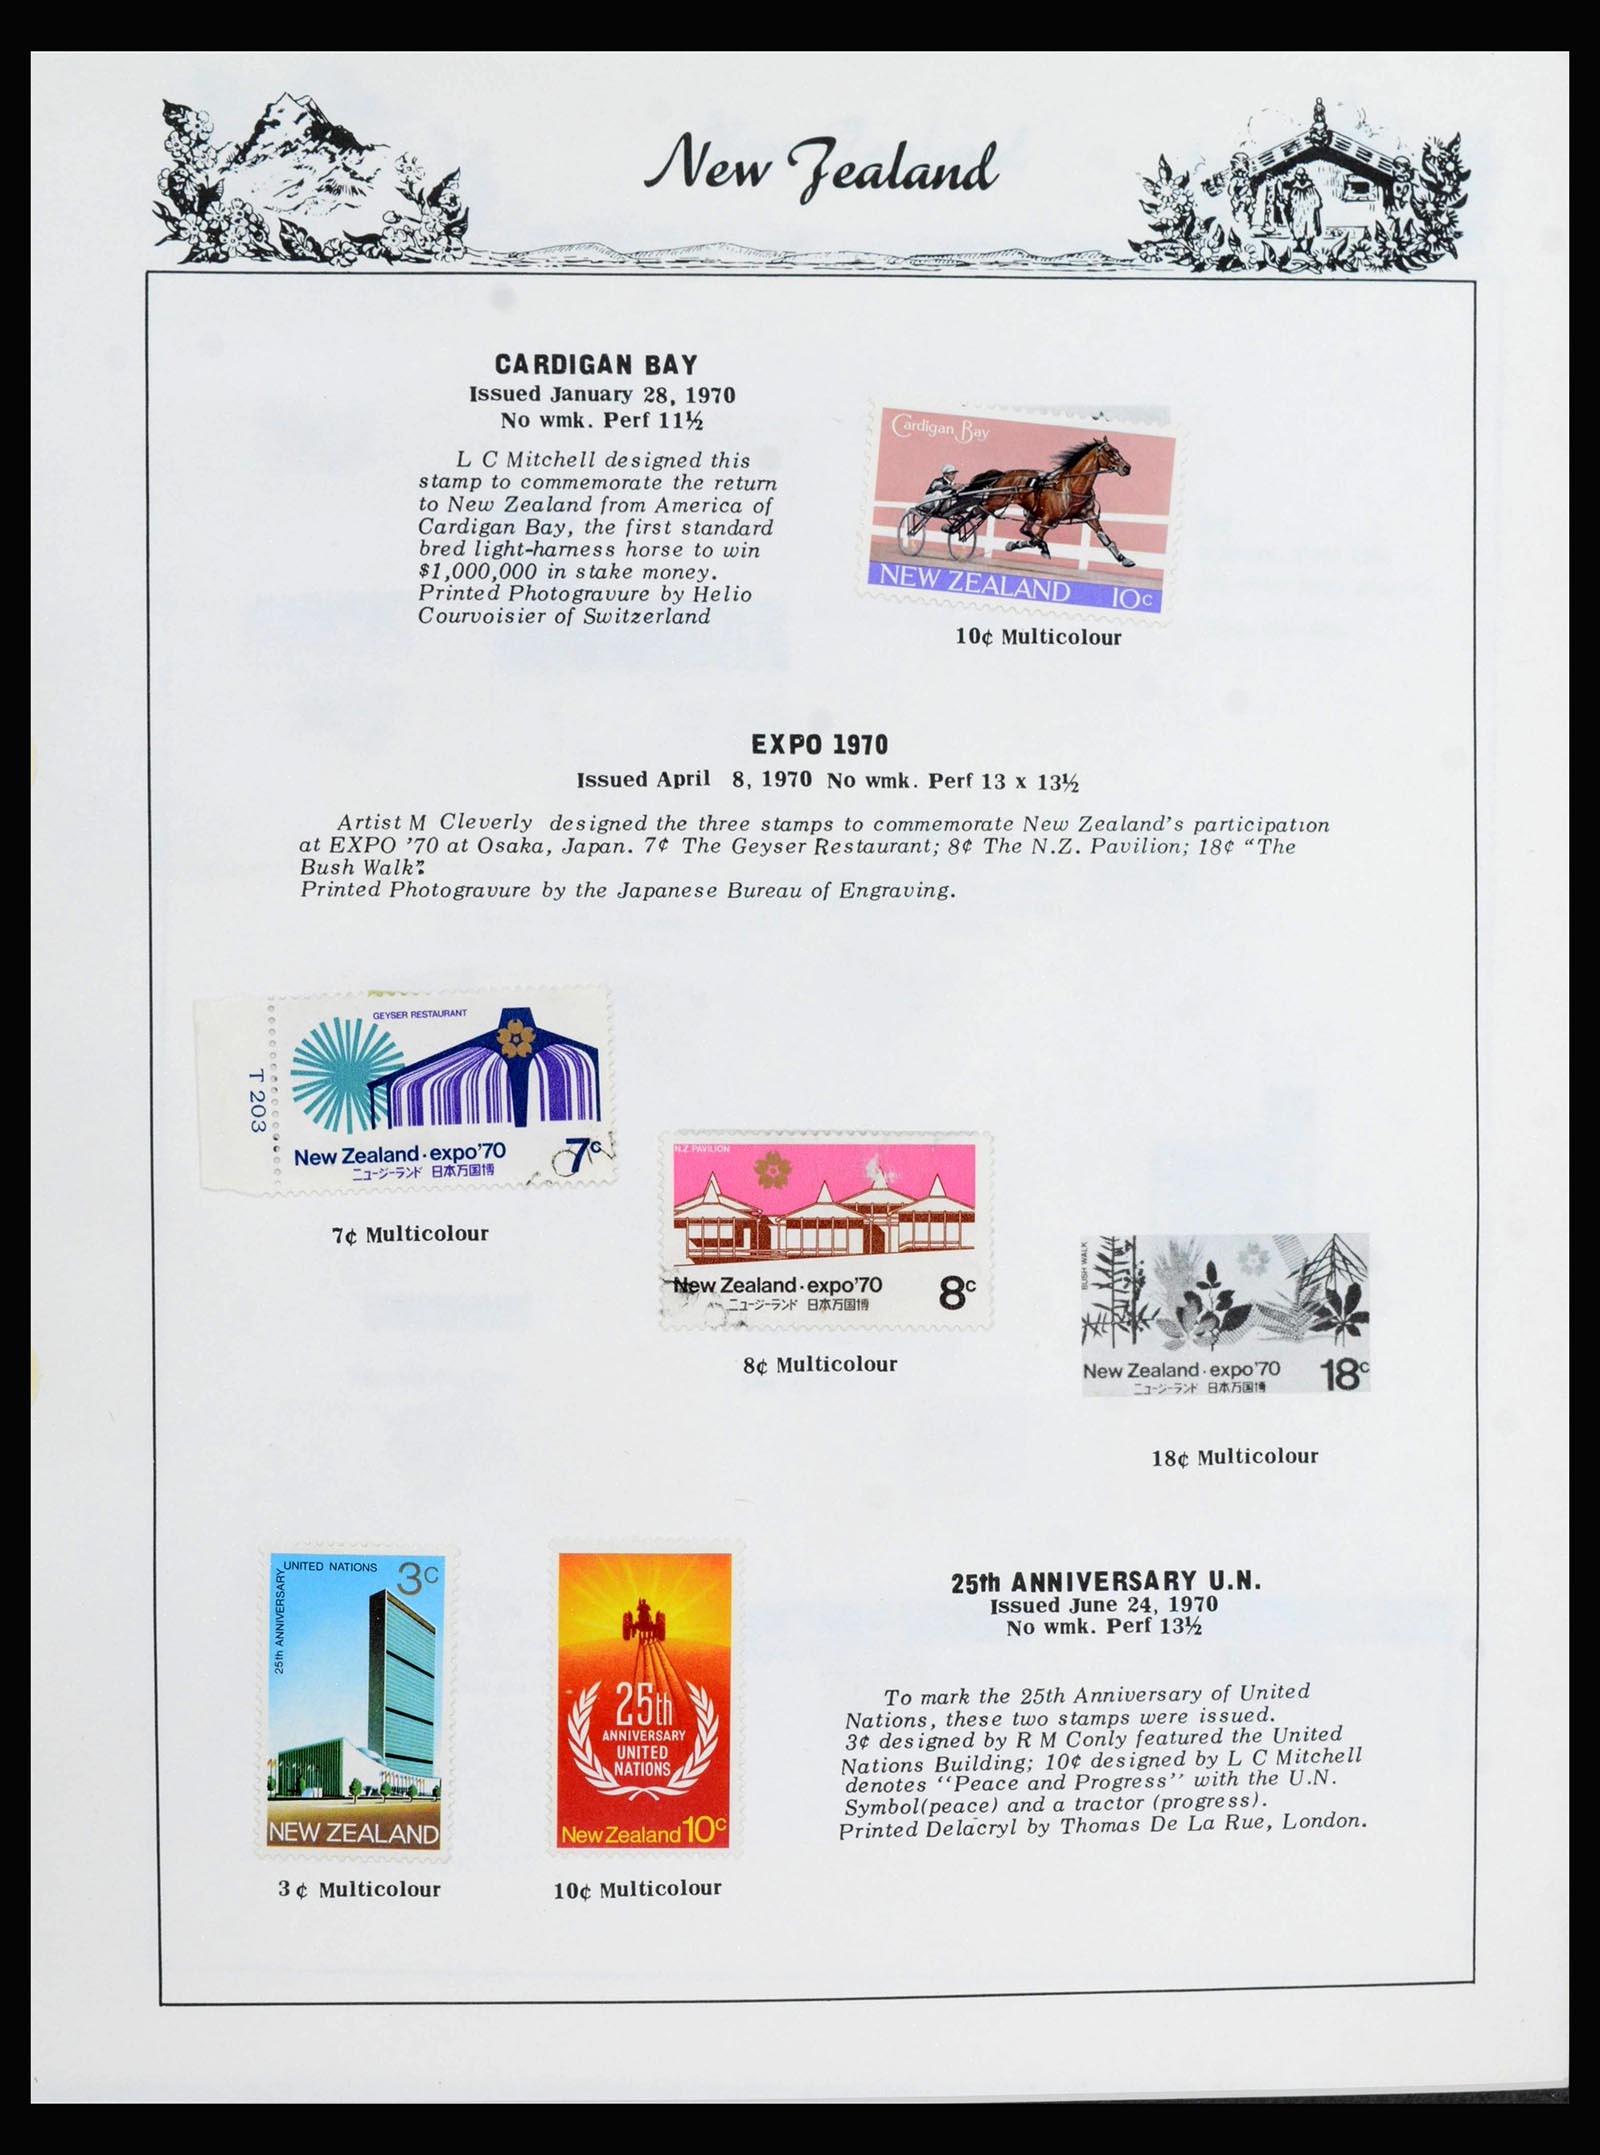 New Zealand
CARDIGAN BAY
Issued January 28, 1970
No wmk. Perf 11½
L C Mitchell designed this
stamp to commemorate the return
to New Zealand from America of
Cardigan Bay, the first standard
bred light-harness horse to win
$1,000,000 in stake money.
Printed Photogravure by Helio
Courvoisier of Switzerland
Cardigan Bay
NEW ZEALAND 10c
10¢ Multicolour
EXPO 1970
Issued April 8, 1970 No wmk. Perf 13 x 13½
Artist M Cleverly designed the three stamps to commemorate New Zealand's participation
at EXPO '70 at Osaka, Japan. 7¢ The Geyser Restaurant; 8¢ The N.Z. Pavilion; 18¢ "The
Bush Walk".
Printed Photogravure by the Japanese Bureau of Engraving.
T 203
GEYSER RESTAURANT
New Zealand · expo'70 7c
ニュージーランド 日本万国博
7¢ Multicolour
N.Z. PAVILION
New Zealand · expo'70 8c
ニュージーランド 日本万国博
8¢ Multicolour
BUSH WALK
New Zealand · expo'70 18c
ニュージーランド 日本万国博
18¢ Multicolour
UNITED NATIONS 3c
25th ANNIVERSARY
NEW ZEALAND
3¢ Multicolour
25th
ANNIVERSARY
UNITED
NATIONS
New Zealand 10c
10¢ Multicolour
25th ANNIVERSARY U.N.
Issued June 24, 1970
No wmk. Perf 13½
To mark the 25th Anniversary of United
Nations, these two stamps were issued.
3¢ designed by R M Conly featured the United
Nations Building; 10¢ designed by L C Mitchell
denotes "Peace and Progress" with the U.N.
Symbol(peace) and a tractor (progress).
Printed Delacryl by Thomas De La Rue, London.